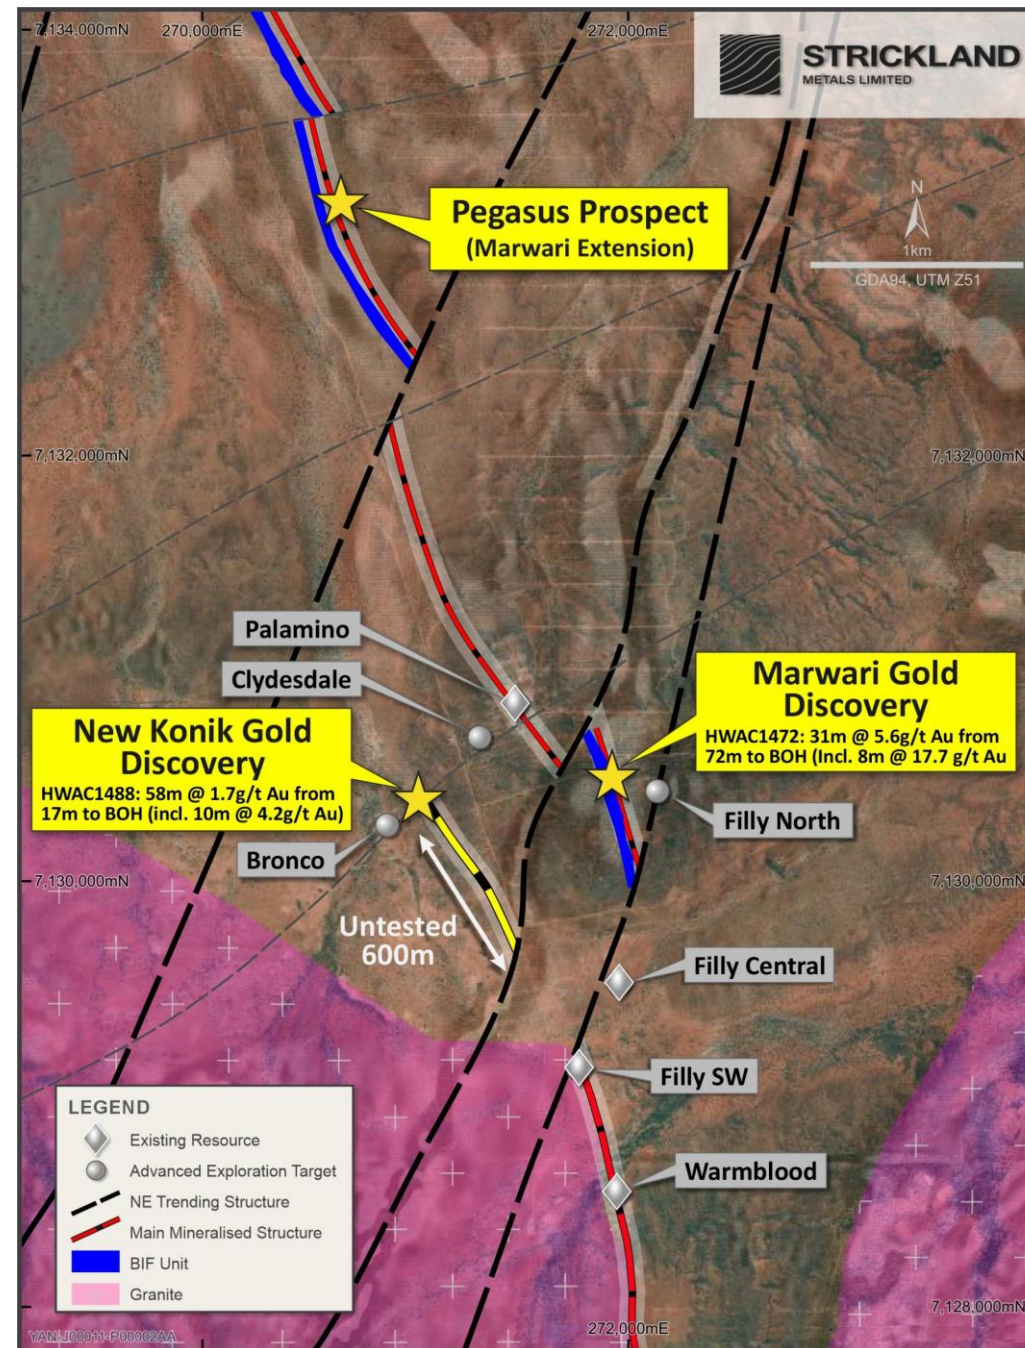 7,134,000mN
270,000mE
272,000mE
STRICKLAND
METALS LIMITED
Pegasus Prospect
(Marwari Extension)
N
1km
GDA94, UTM Z51
7,132,000mN
7,132,000mN
Palamino
Clydesdale
Marwari Gold
Discovery
HWAC1472: 31m @ 5.6g/t Au from
72m to BOH (Incl. 8m @ 17.7 g/t Au
New Konik Gold
Discovery
HWAC1488: 58m @ 1.7g/t Au from
17m to BOH (incl. 10m @ 4.2g/t Au)
Filly North
Bronco
7,130,000mN
7,130,000mN
Untested
600m
Filly Central
Filly SW
Warmblood
LEGEND
Existing Resource
Advanced Exploration Target
NE Trending Structure
Main Mineralised Structure
BIF Unit
Granite
7,128,000mN
272,000mE
YAN-J00011-P00002AA